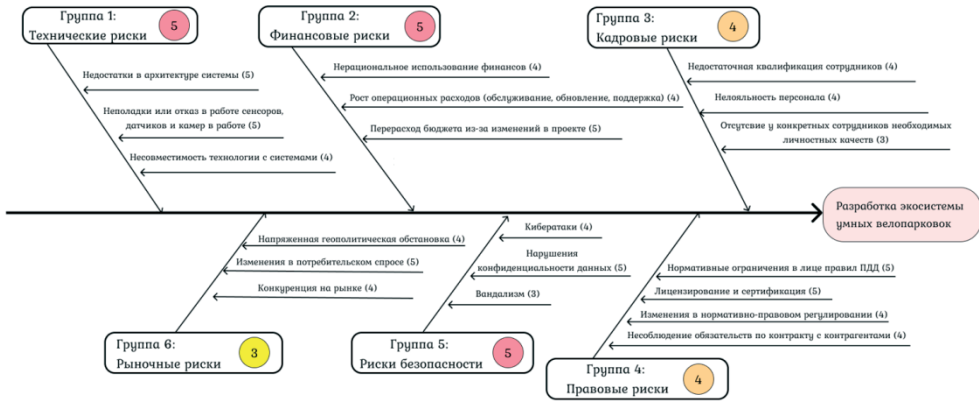 Группа 1:
Технические риски
5
Группа 2:
Финансовые риски
5
Группа 3:
Кадровые риски
4
Недостатки в архитектуре системы (5)
Неполадки или отказ в работе сенсоров,
датчиков и камер в работе (5)
Несовместимость технологии с системами (4)
Нерациональное использование финансов (4)
Рост операционных расходов (обслуживание, обновление, поддержка) (4)
Перерасход бюджета из-за изменений в проекте (5)
Недостаточная квалификация сотрудников (4)
Нелояльность персонала (4)
Отсутсвие у конкретных сотрудников необходимых
личностных качеств (3)
Разработка экосистемы
умных велопарковок
Напряженная геополитическая обстановка (4)
Изменения в потребительском спросе (5)
Конкуренция на рынке (4)
Кибератаки (4)
Нарушения
конфиденциальности данных (5)
Вандализм (3)
Нормативные ограничения в лице правил ПДД (5)
Лицензирование и сертификация (5)
Изменения в нормативно-правовом регулировании (4)
Несоблюдение обязательств по контракту с контрагентами (4)
Группа 6:
Рыночные риски
3
Группа 5:
Риски безопасности
5
Группа 4:
Правовые риски
4